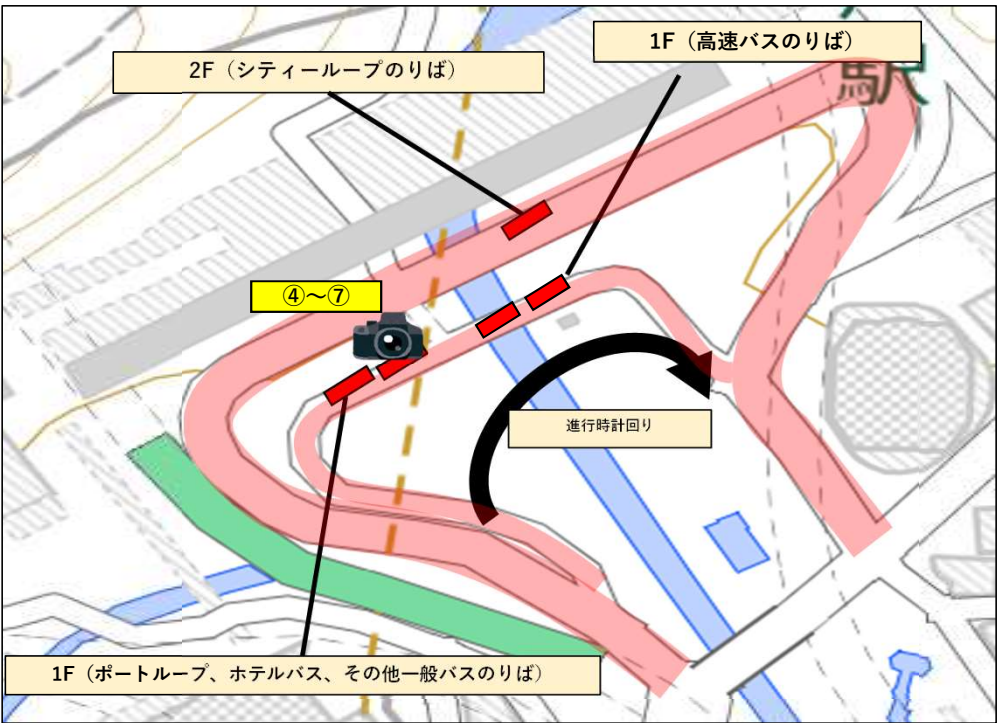 1F（高速バスのりば）
2F（シティーループのりば）
駅
④～⑦
進行時計回り
1F（ポートループ、ホテルバス、その他一般バスのりば）